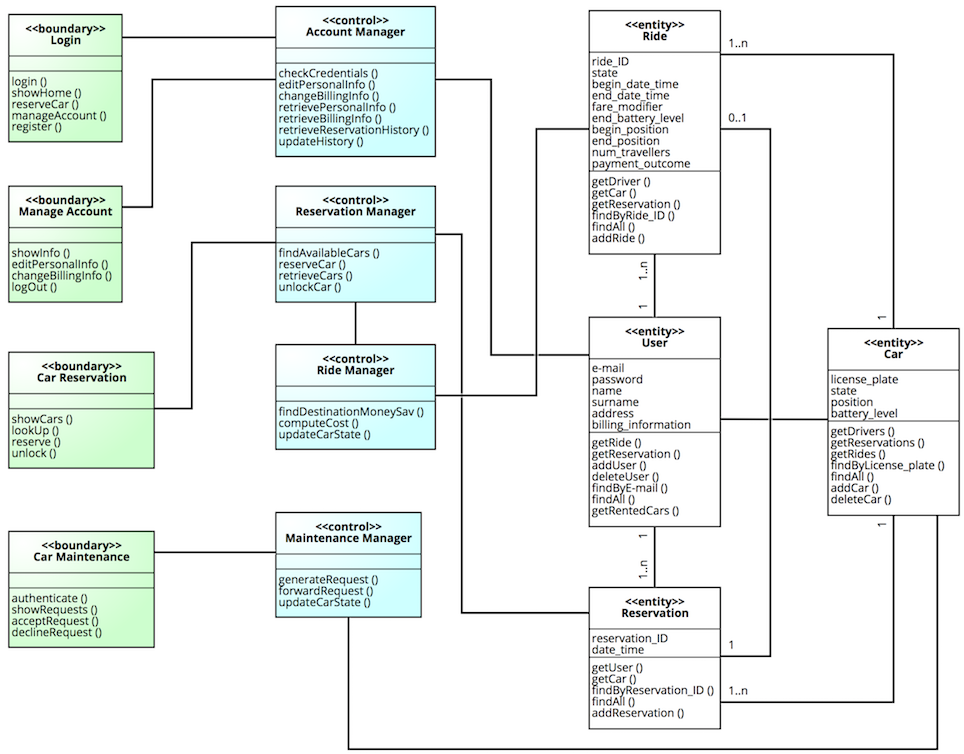 <<boundary>>
Login
login ()
showHome ()
reserveCar ()
manageAccount ()
register ()
<<boundary>>
Manage Account
showInfo ()
editPersonalInfo ()
changeBillingInfo ()
logOut ()
<<boundary>>
Car Reservation
showCars ()
lookUp ()
reserve ()
unlock ()
<<boundary>>
Car Maintenance
authenticate ()
showRequests ()
acceptRequest ()
declineRequest ()
<<control>>
Account Manager
checkCredentials ()
editPersonalInfo ()
changeBillingInfo ()
retrievePersonalInfo ()
retrieveBillingInfo ()
retrieveReservationHistory ()
updateHistory ()
<<control>>
Reservation Manager
findAvailableCars ()
reserveCar ()
retrieveCars ()
unlockCar ()
<<control>>
Ride Manager
findDestinationMoneySav ()
computeCost ()
updateCarState ()
<<control>>
Maintenance Manager
generateRequest ()
forwardRequest ()
updateCarState ()
<<entity>>
Ride
ride_ID
state
begin_date_time
end_date_time
fare_modifier
end_battery_level
begin_position
end_position
num_travellers
payment_outcome
getDriver ()
getCar ()
getReservation ()
findByRide_ID ()
findAll ()
addRide ()
1..n
0..1
1..n
1
<<entity>>
User
e-mail
password
name
surname
address
billing_information
getRide ()
getReservation ()
addUser ()
deleteUser ()
findByE-mail ()
findAll ()
getRentedCars ()
1
1..n
<<entity>>
Reservation
reservation_ID
date_time
getUser ()
getCar ()
findByReservation_ID ()
findAll ()
addReservation ()
1
1..n
1
<<entity>>
Car
license_plate
state
position
battery_level
getDrivers ()
getReservations ()
getRides ()
findByLicense_plate ()
findAll ()
addCar ()
deleteCar ()
1